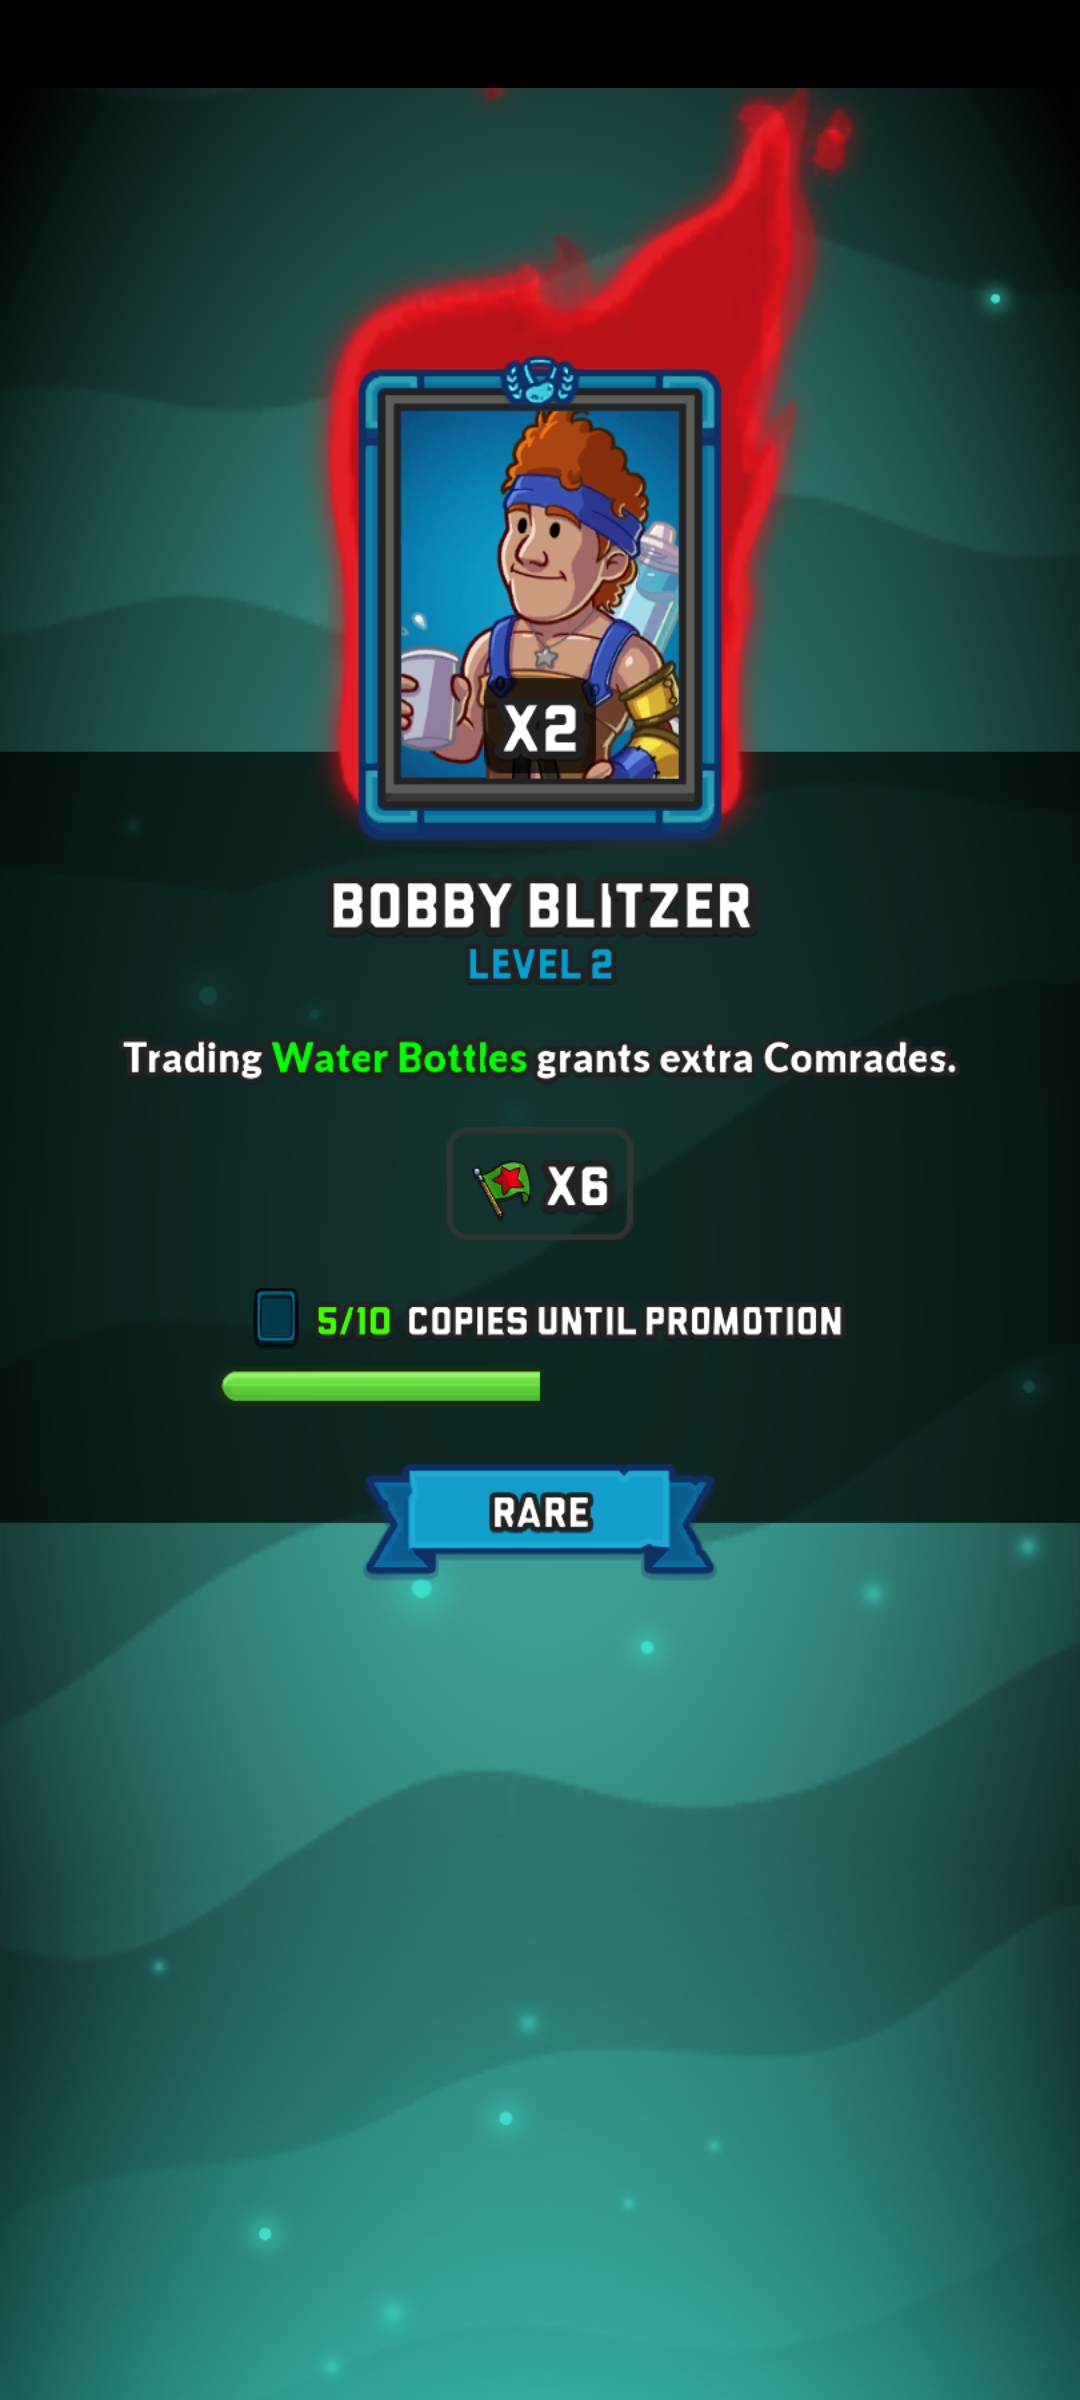 X2
BOBBY BLITZER
LEVEL 2
Trading Water Bottles grants extra Comrades.
X6
5/10 COPIES UNTIL PROMOTION
RARE